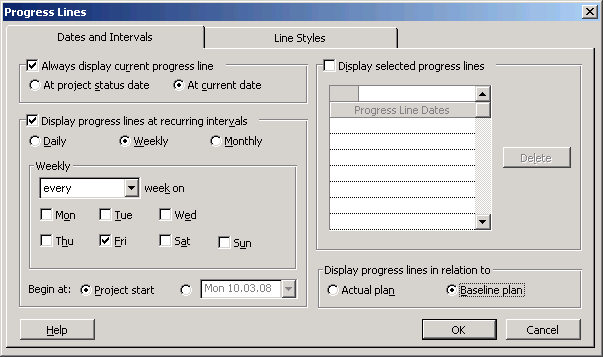 Progress Lines
Dates and Intervals
Line Styles
Always display current progress line
At project status date
At current date
Display progress lines at recurring intervals
Daily
Weekly
Monthly
Weekly
every
week on
Mon
Tue
Wed
Thu
Fri
Sat
Sun
Begin at:
Project start
Mon 10.03.08
Display selected progress lines
Progress Line Dates
Delete
Display progress lines in relation to
Actual plan
Baseline plan
Help
OK
Cancel